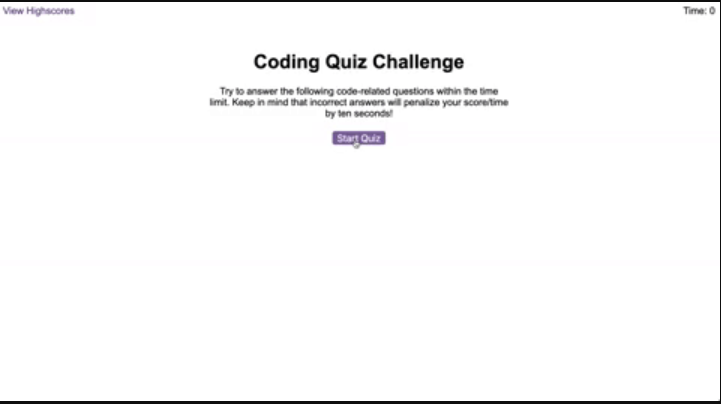 View Highscores
Time: 0
Coding Quiz Challenge
Try to answer the following code-related questions within the time
limit. Keep in mind that incorrect answers will penalize your score/time
by ten seconds!
Start Quiz